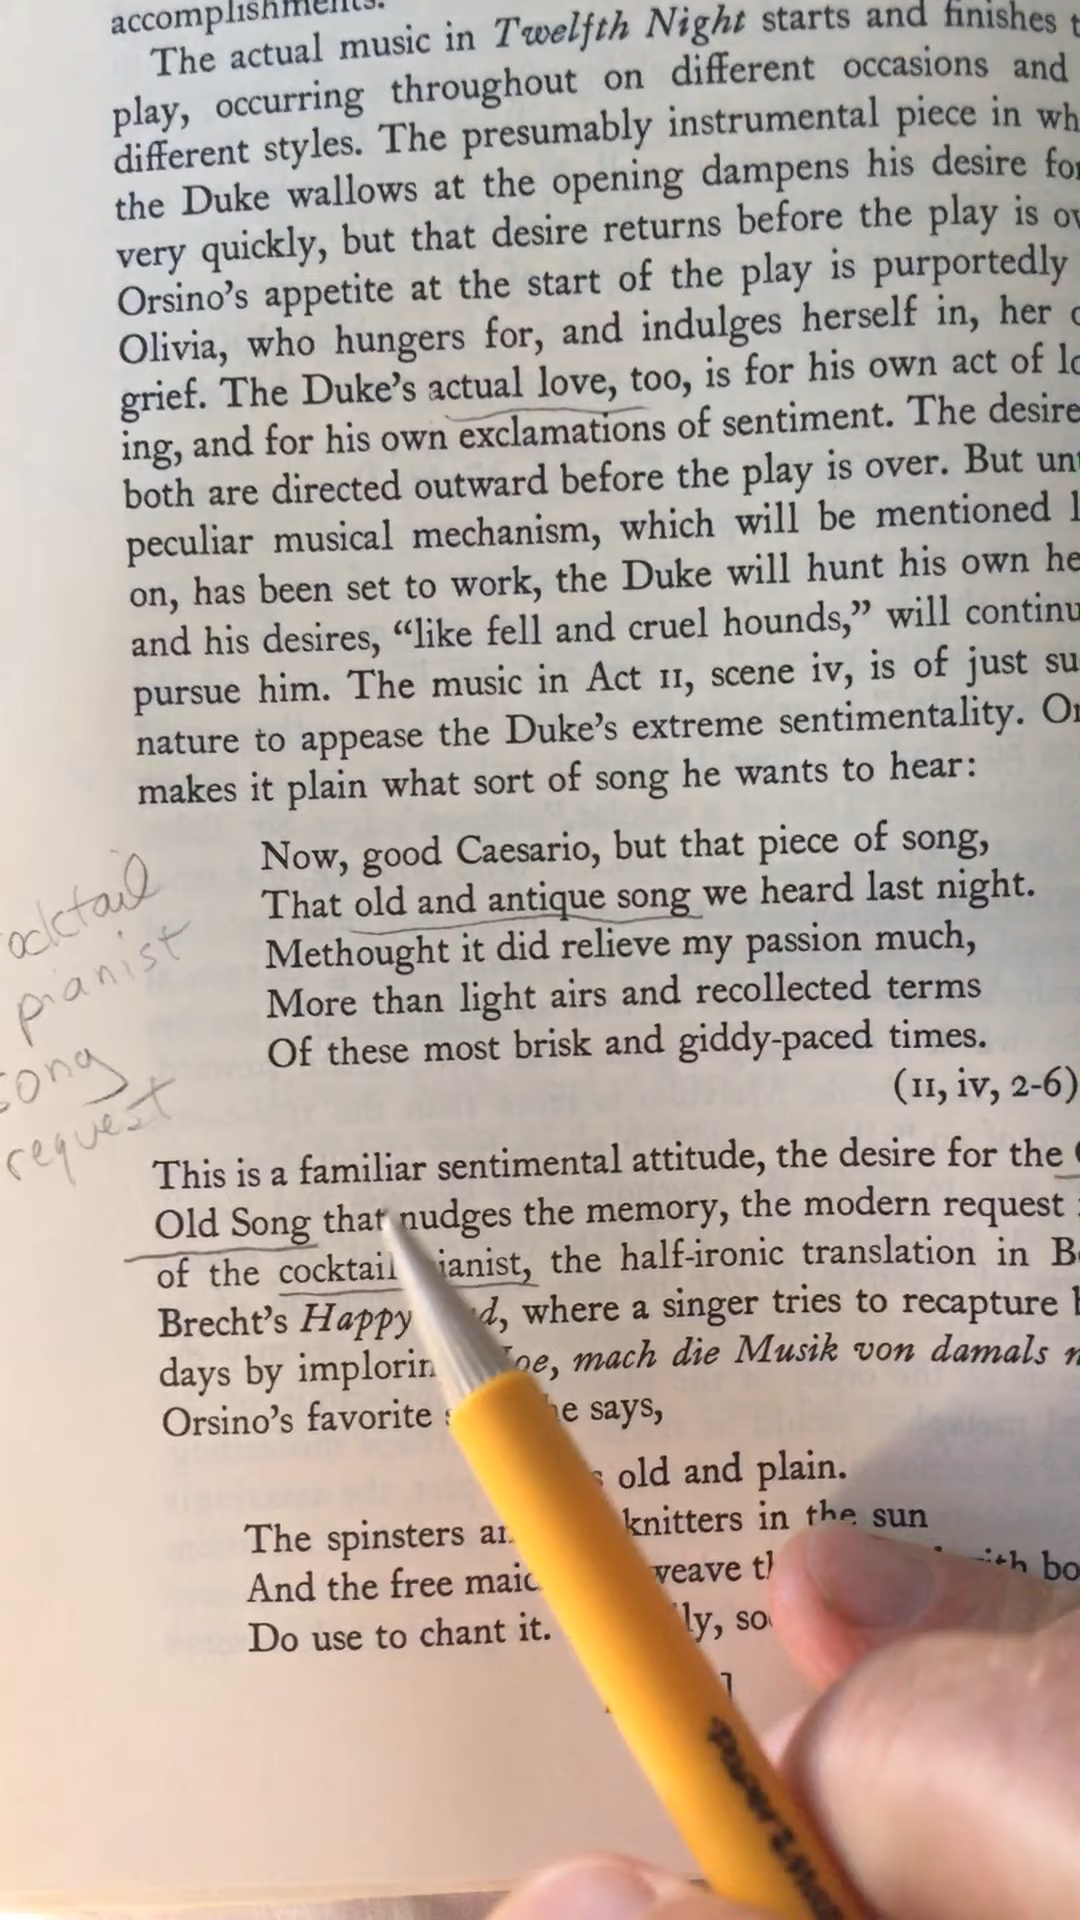 accomplishments.
The actual music in Twelfth Night starts and finishes
play, occurring throughout on different occasions and
different styles. The presumably instrumental piece in
the Duke wallows at the opening dampens his desire
very quickly, but that desire returns before the play is
Orsino's appetite at the start of the play is purportedly
Olivia, who hungers for, and indulges herself in, her
grief. The Duke's actual love, too, is for his own act of
ing, and for his own exclamations of sentiment. The desire
both are directed outward before the play is over. But
peculiar musical mechanism, which will be mentioned
on, has been set to work, the Duke will hunt his own
and his desires, “like fell and cruel hounds,” will
pursue him. The music in Act II, scene iv, is of just
nature to appease the Duke's extreme sentimentality.
makes it plain what sort of song he wants to hear:
Now, good Caesario, but that piece of song,
That old and antique song we heard last night.
Methought it did relieve my passion much,
More than light airs and recollected terms
Of these most brisk and giddy-paced times.
(II, iv, 2-6)
pianist
song
request
This is a familiar sentimental attitude, the desire for the
Old Song that nudges the memory, the modern request
of the cocktail pianist, the half-ironic translation in
Brecht's Happy where a singer tries to recapture
days by mach die Musik von damals
Orsino's favorite says,
old and plain.
The spinsters knitters in the sun
And the free
Do use to chant it.